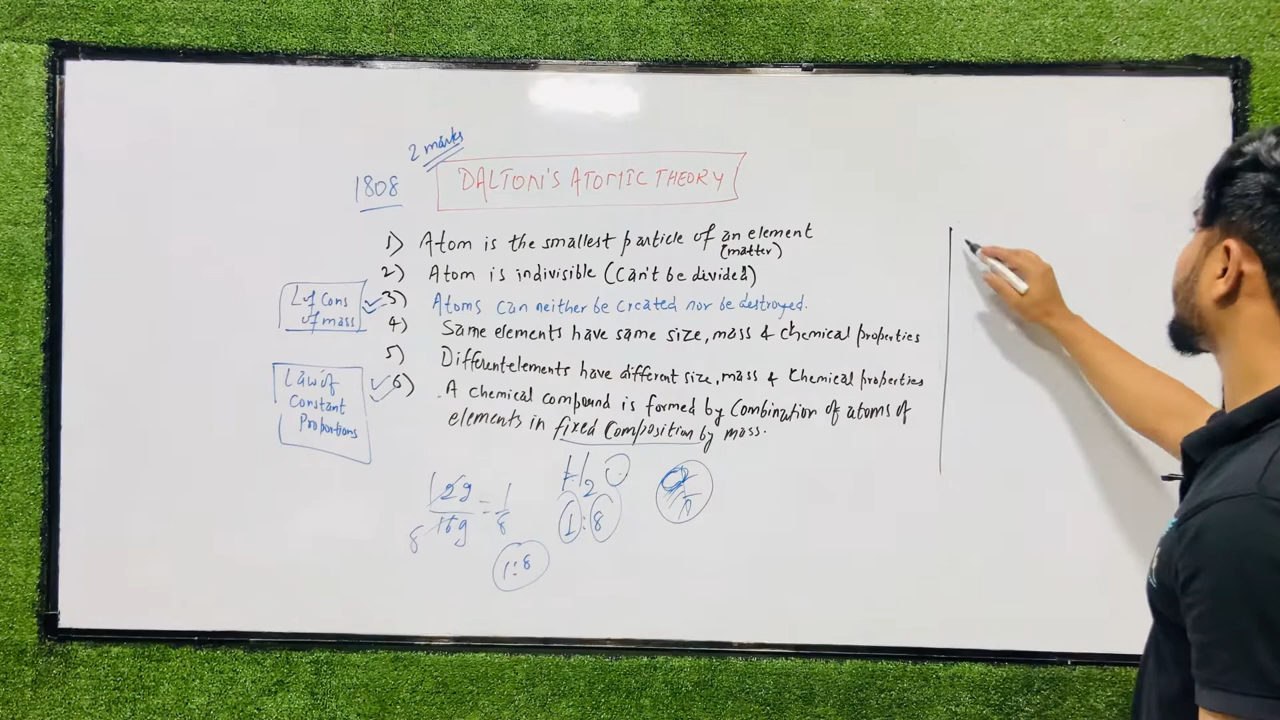 2 marks
1808
DALTON'S ATOMIC THEORY
1) Atom is the smallest particle of an element
(matter)
2) Atom is indivisible (Can't be divided)
L of Cons
of mass
3) Atoms can neither be created nor be destroyed.
4) Same elements have same size, mass & Chemical properties
5) Different elements have different size, mass & Chemical properties
Law of
Constant
Proportions
6) A chemical compound is formed by Combination of atoms of
elements in fixed Composition by mass.
12g
8 16g = 1/8
1:8
H2O
1:8